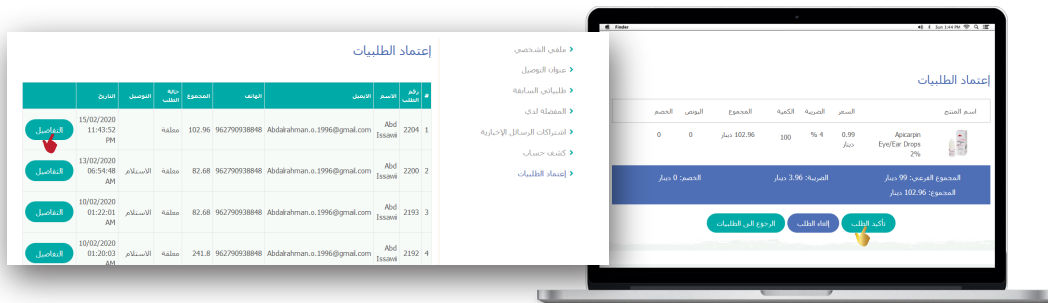 إعتماد الطلبيات
ملفي الشخصي
عنوان التوصيل
طلبياتي السابقة
المفضلة لدي
اشتراكات الرسائل الإخبارية
كشف حساب
إعتماد الطلبيات
# رقم الطلب الاسم الايميل الهاتف المجموع حالة الطلب التوصيل التاريخ
1 2204 Abd Issawi Abdalrahman.o.1996@gmail.com 962790938848 102.96 معلقة 15/02/2020 11:43:52 PM التفاصيل
2 2200 Abd Issawi Abdalrahman.o.1996@gmail.com 962790938848 82.68 معلقة الاستلام 13/02/2020 06:54:48 AM التفاصيل
3 2193 Abd Issawi Abdalrahman.o.1996@gmail.com 962790938848 82.68 معلقة الاستلام 10/02/2020 01:22:01 AM التفاصيل
4 2192 Abd Issawi Abdalrahman.o.1996@gmail.com 962790938848 241.8 معلقة الاستلام 10/02/2020 01:20:03 AM التفاصيل
Finder
Sun 1:44 PM
إعتماد الطلبيات
اسم المنتج السعر الضريبة الكمية المجموع البونص الخصم
Apicarpin Eye/Ear Drops 2% 0.99 دينار 4 % 100 102.96 دينار 0 0
المجموع الفرعي: 99 دينار الضريبة: 3.96 دينار الخصم: 0 دينار
المجموع: 102.96 دينار
تأكيد الطلب إلغاء الطلب الرجوع الى الطلبيات